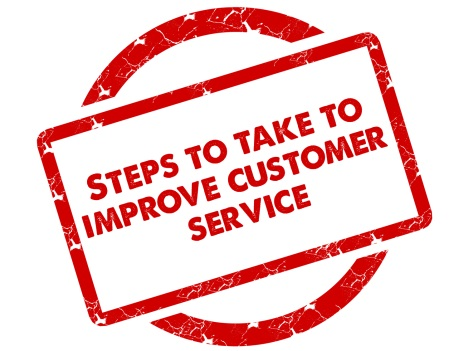 STEPS TO TAKE TO
IMPROVE CUSTOMER
SERVICE